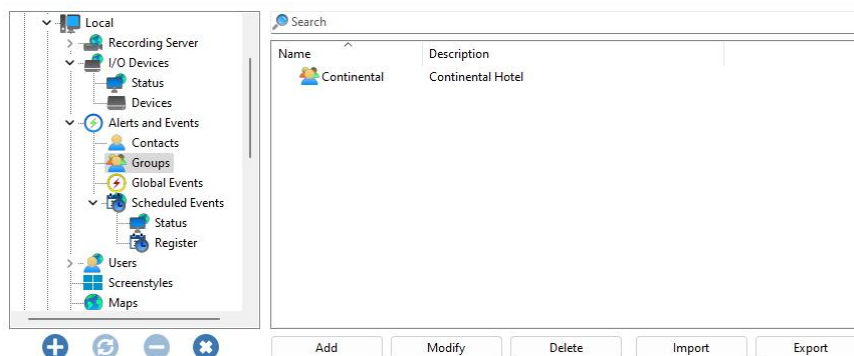 Local
Recording Server
I/O Devices
Status
Devices
Alerts and Events
Contacts
Groups
Global Events
Scheduled Events
Status
Register
Users
Screenstyles
Maps
Search
Name Description
Continental Continental Hotel
Add Modify Delete Import Export